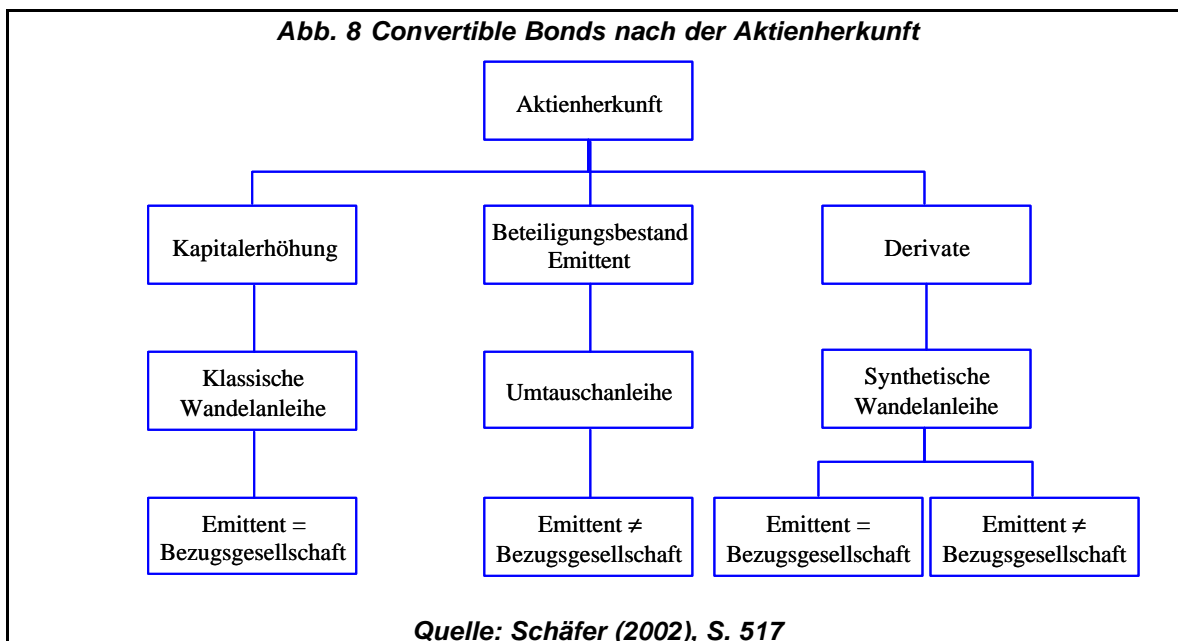 Abb. 8 Convertible Bonds nach der Aktienherkunft
Aktienherkunft
Kapitalerhöhung
Beteiligungsbestand
Emittent
Derivate
Klassische
Wandelanleihe
Umtauschanleihe
Synthetische
Wandelanleihe
Emittent =
Bezugsgesellschaft
Emittent ≠
Bezugsgesellschaft
Emittent =
Bezugsgesellschaft
Emittent ≠
Bezugsgesellschaft
Quelle: Schäfer (2002), S. 517